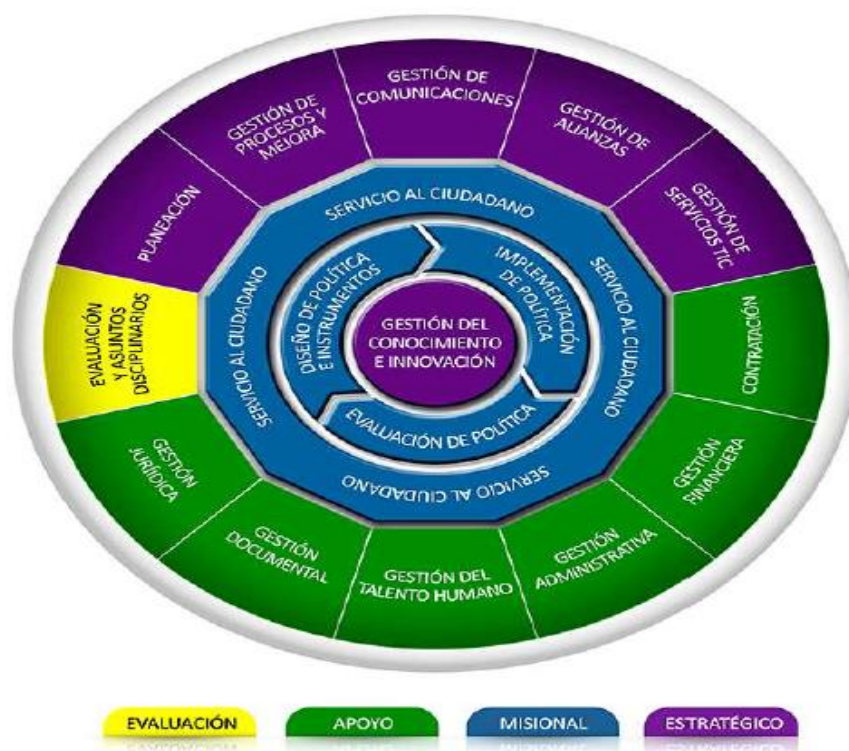 GESTIÓN DE
COMUNICACIONES
GESTIÓN DE
ALIANZAS
GESTIÓN DE
SERVICIOS TIC
CONTRATACIÓN
GESTIÓN
FINANCIERA
GESTIÓN
ADMINISTRATIVA
GESTIÓN DEL
TALENTO HUMANO
GESTIÓN
DOCUMENTAL
GESTIÓN
JURÍDICA
EVALUACIÓN
Y ASUNTOS
DISCIPLINARIOS
PLANEACIÓN
GESTIÓN DE
PROCESOS Y
MEJORA
SERVICIO AL CIUDADANO
SERVICIO AL CIUDADANO
SERVICIO AL CIUDADANO
SERVICIO AL CIUDADANO
DISEÑO DE POLÍTICA
E INSTRUMENTOS
IMPLEMENTACIÓN
DE POLÍTICA
EVALUACIÓN DE POLÍTICA
GESTIÓN DEL
CONOCIMIENTO
E INNOVACIÓN
EVALUACIÓN
APOYO
MISIONAL
ESTRATÉGICO